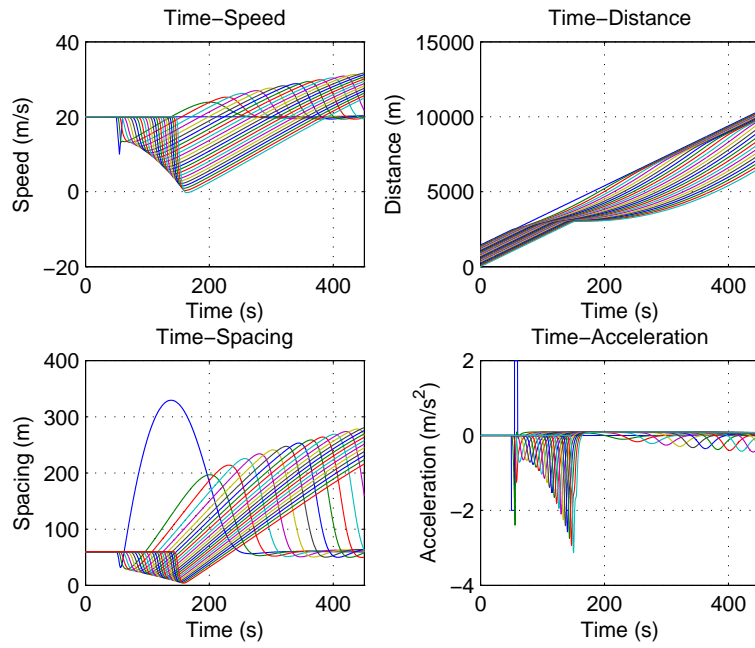 Time−Speed
40
20
0
−20
0
200
400
Speed (m/s)
Time (s)
Time−Distance
15000
10000
5000
0
0
200
400
Distance (m)
Time (s)
Time−Spacing
400
300
200
100
0
0
200
400
Spacing (m)
Time (s)
Time−Acceleration
2
0
−2
−4
0
200
400
Acceleration (m/s²)
Time (s)